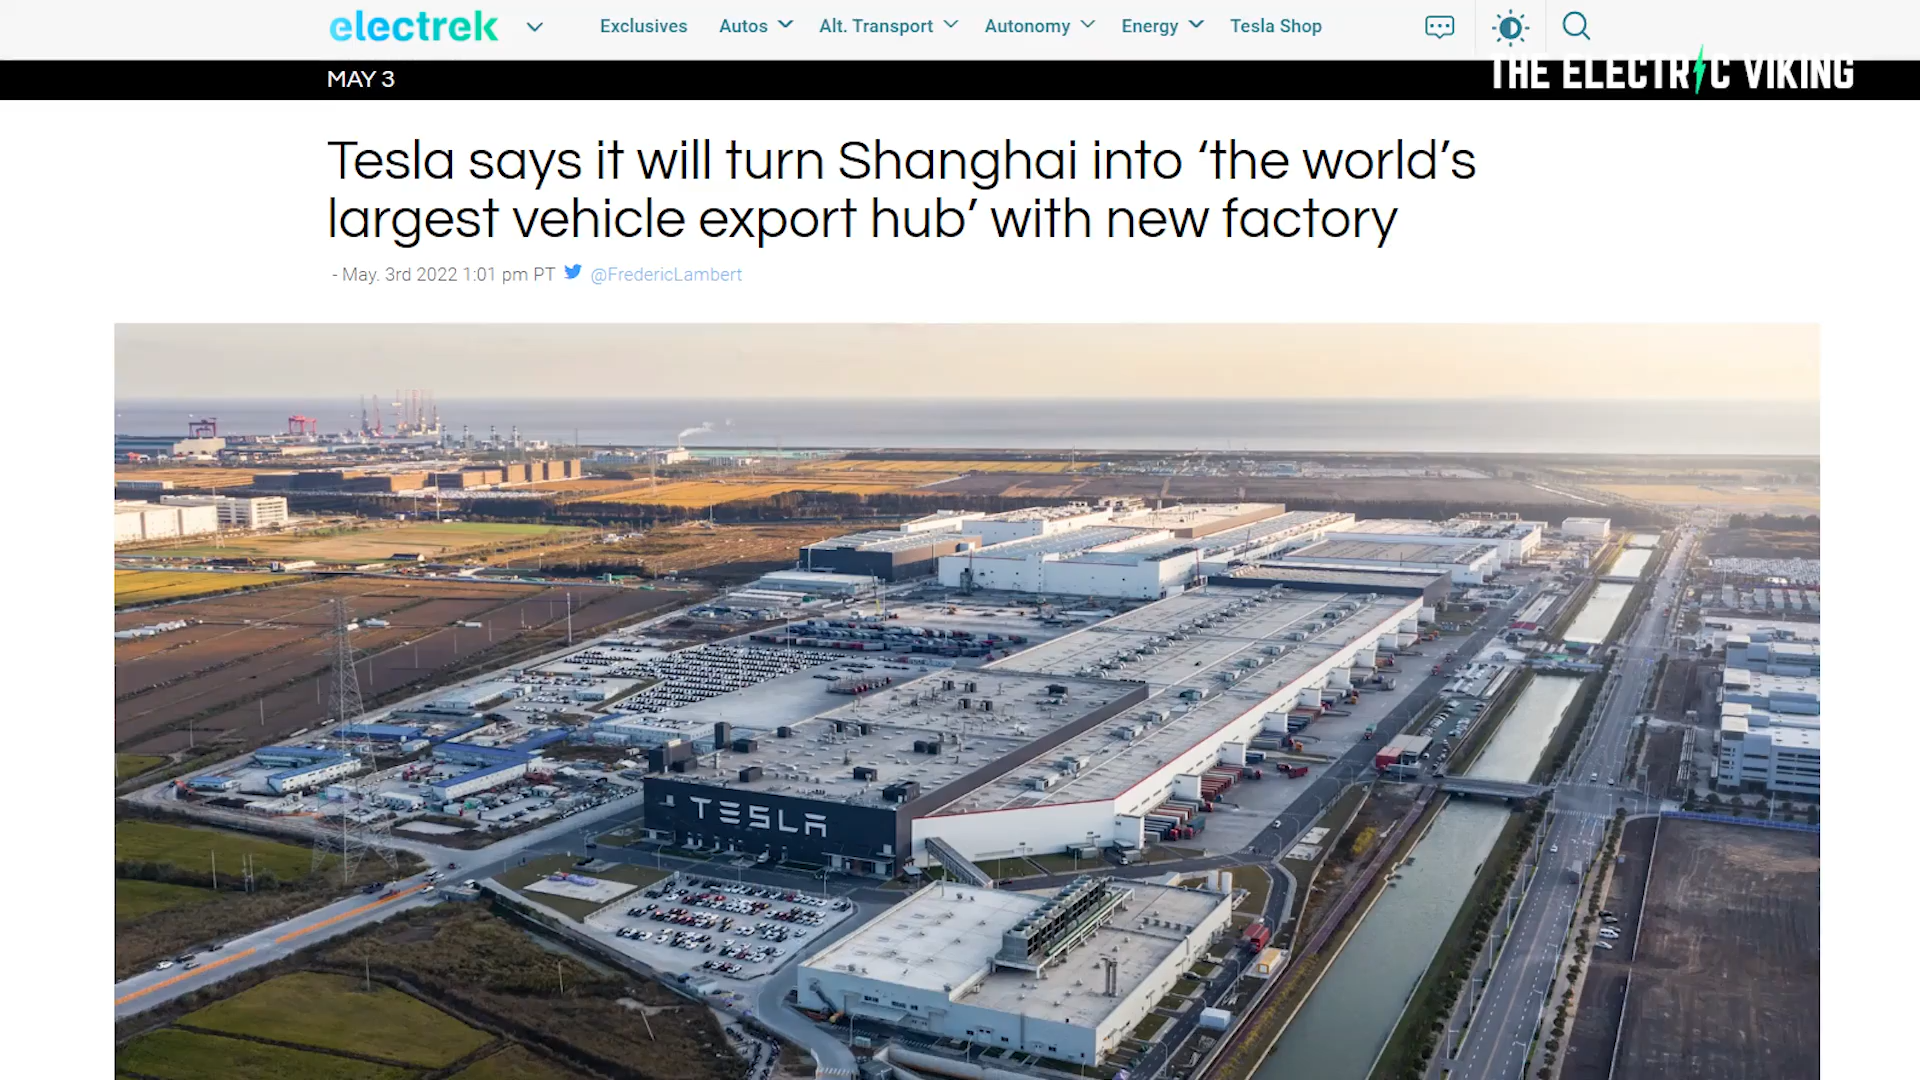 electrek
Exclusives
Autos
Alt. Transport
Autonomy
Energy
Tesla Shop
MAY 3
THE ELECTRIC VIKING
Tesla says it will turn Shanghai into ‘the world’s
largest vehicle export hub’ with new factory
- May. 3rd 2022 1:01 pm PT @FredericLambert
TESLA